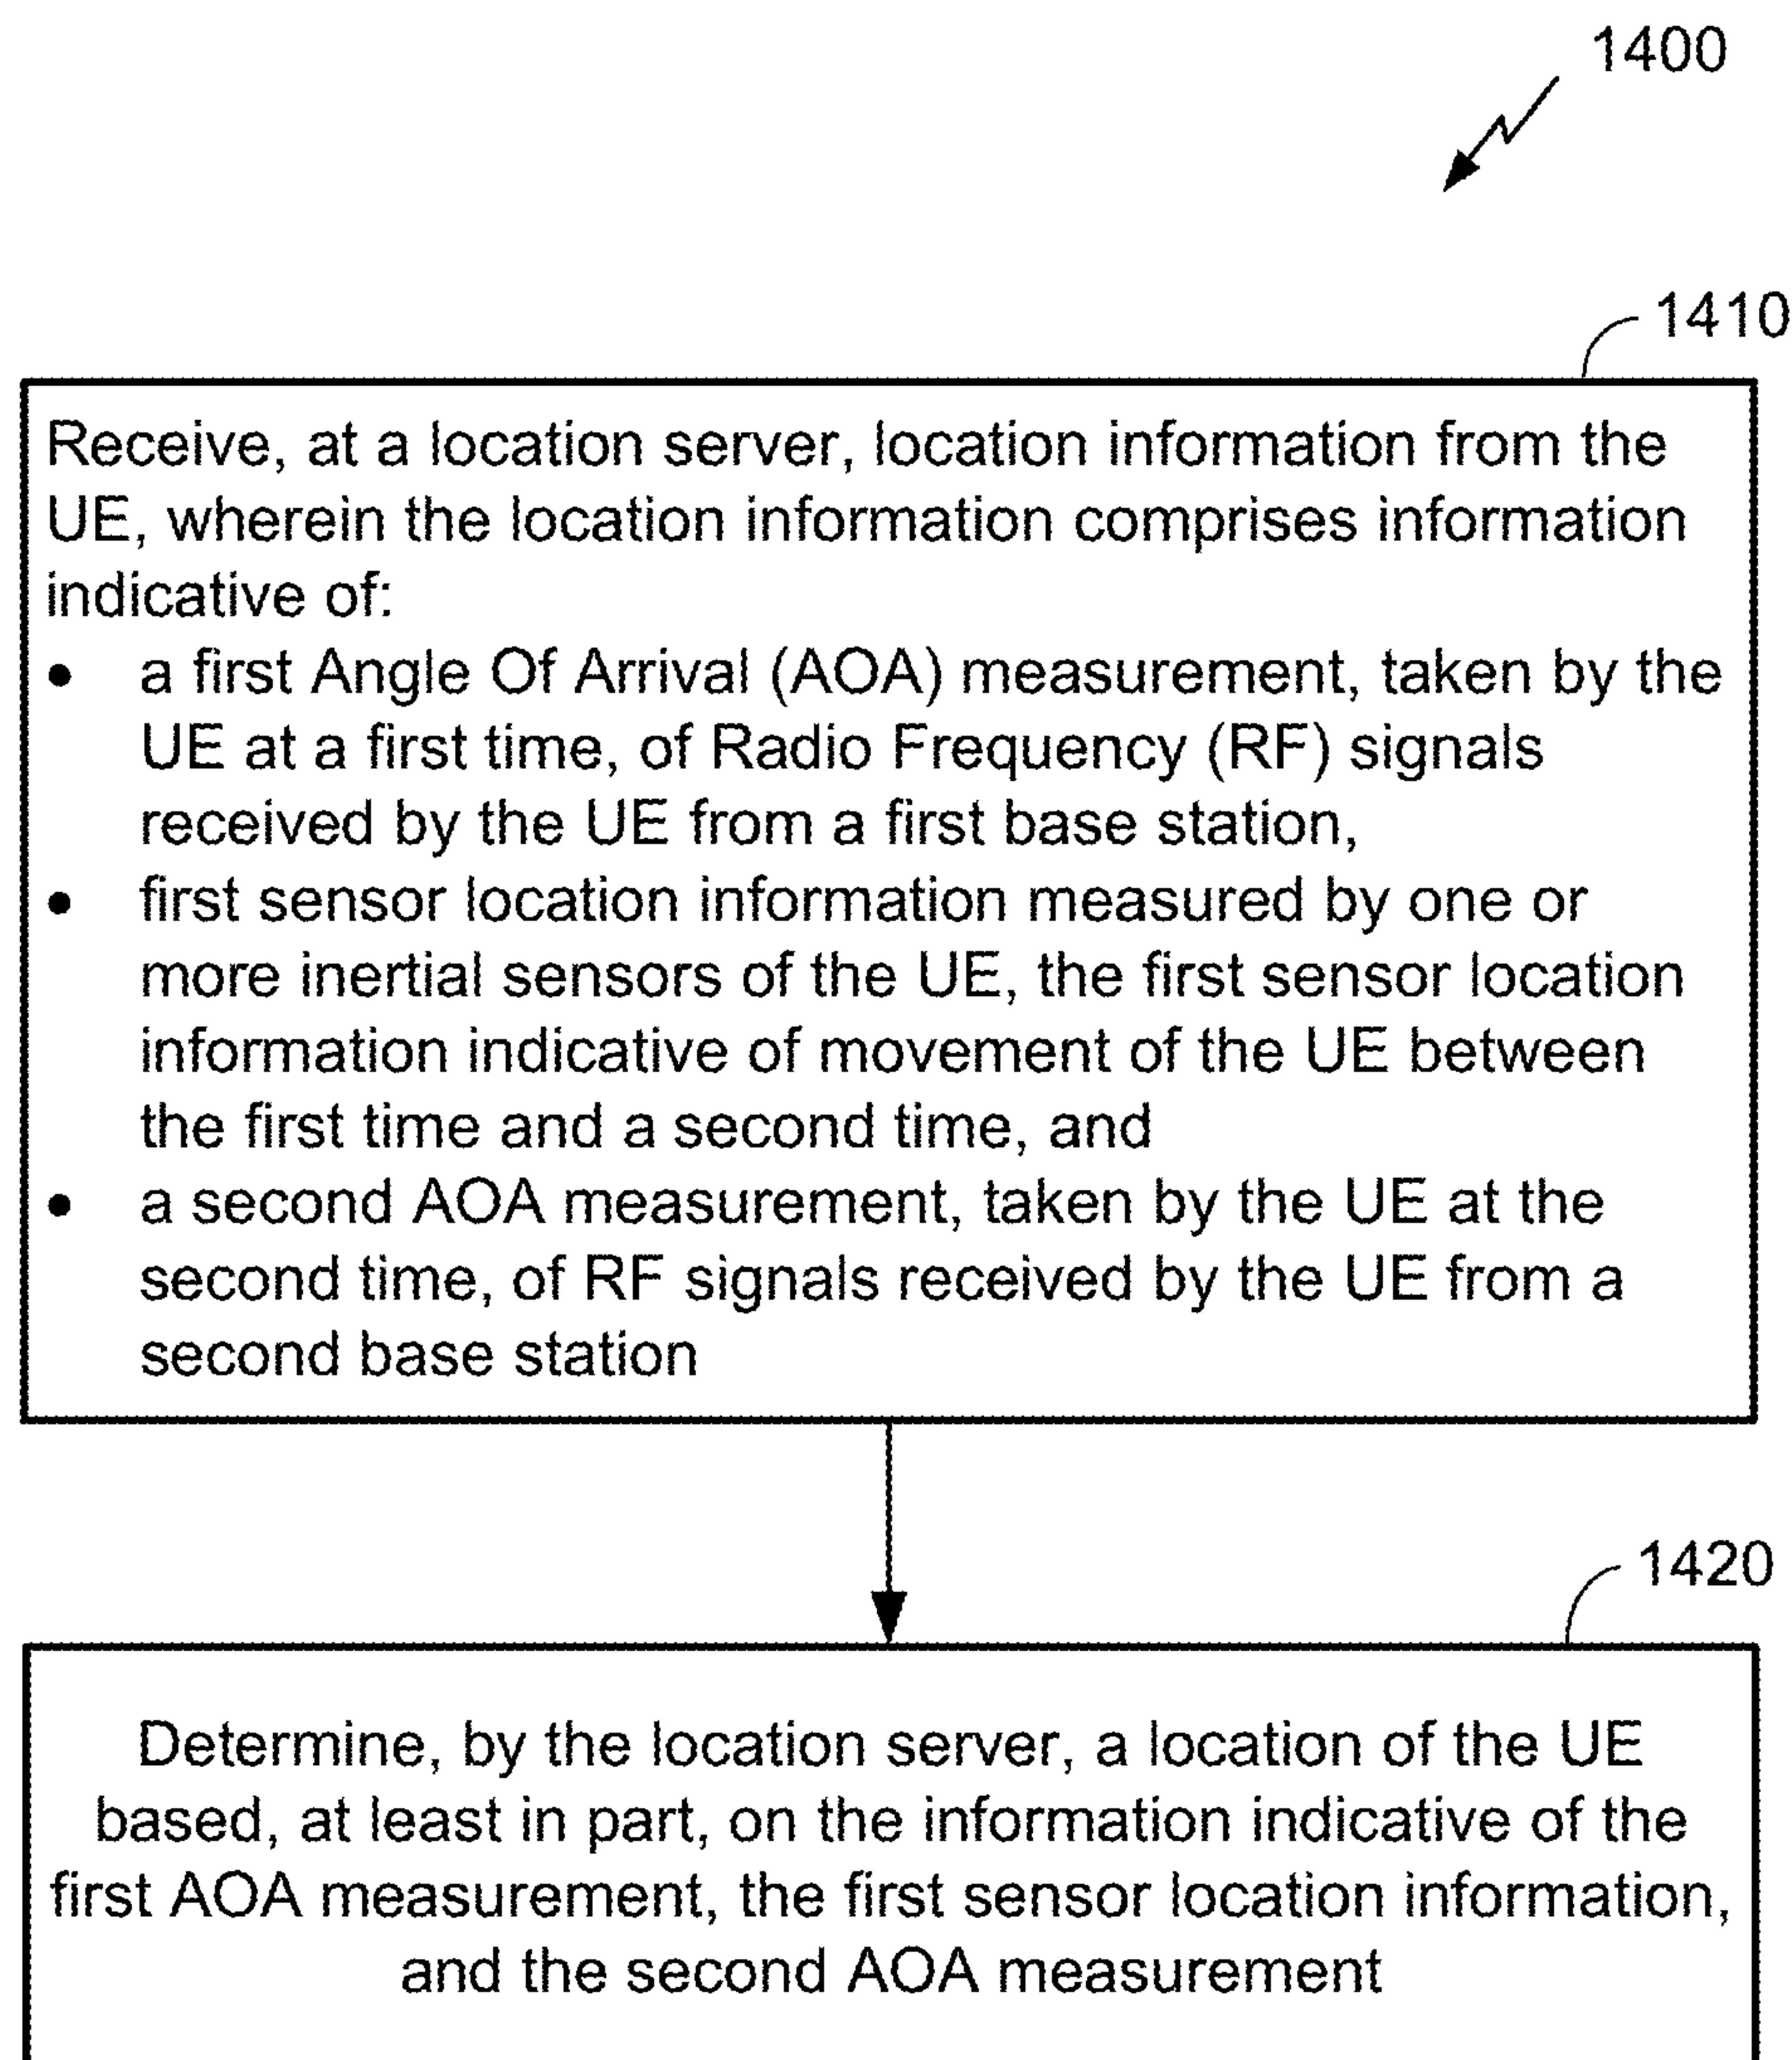 1400
1410
Receive, at a location server, location information from the
UE, wherein the location information comprises information
indicative of:
• a first Angle Of Arrival (AOA) measurement, taken by the
UE at a first time, of Radio Frequency (RF) signals
received by the UE from a first base station,
• first sensor location information measured by one or
more inertial sensors of the UE, the first sensor location
information indicative of movement of the UE between
the first time and a second time, and
• a second AOA measurement, taken by the UE at the
second time, of RF signals received by the UE from a
second base station
1420
Determine, by the location server, a location of the UE
based, at least in part, on the information indicative of the
first AOA measurement, the first sensor location information,
and the second AOA measurement